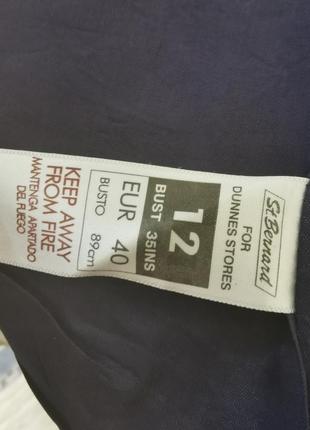 St Bernard
FOR
DUNNES STORES
12
BUST 35INS
EUR 40
BUSTO 89cm
KEEP AWAY
FROM FIRE
MANTENGA APARTADO
DEL FUEGO